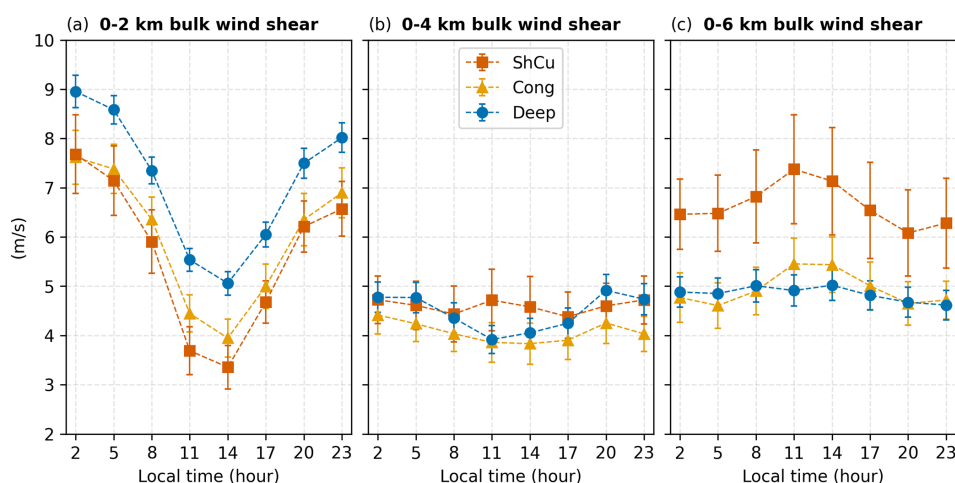 (a) 0-2 km bulk wind shear
(b) 0-4 km bulk wind shear
(c) 0-6 km bulk wind shear
10
9
8
7
6
5
4
3
2
(m/s)
ShCu
Cong
Deep
2 5 8 11 14 17 20 23
2 5 8 11 14 17 20 23
2 5 8 11 14 17 20 23
Local time (hour)
Local time (hour)
Local time (hour)